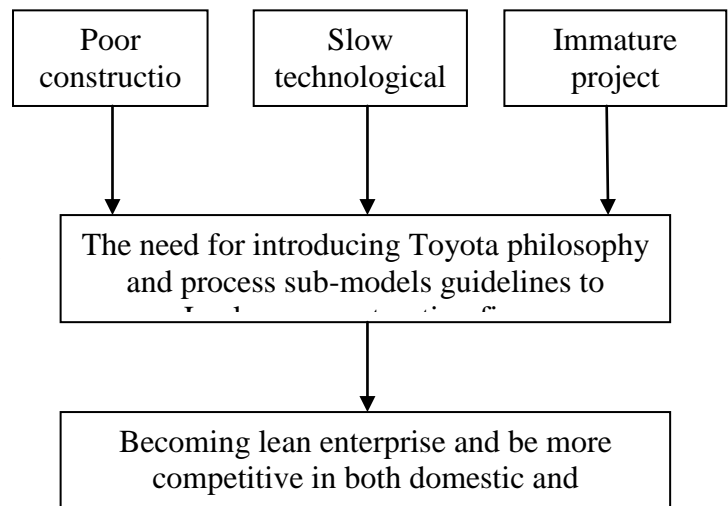 Poor
constructio
Slow
technological
Immature
project
The need for introducing Toyota philosophy
and process sub-models guidelines to
Becoming lean enterprise and be more
competitive in both domestic and